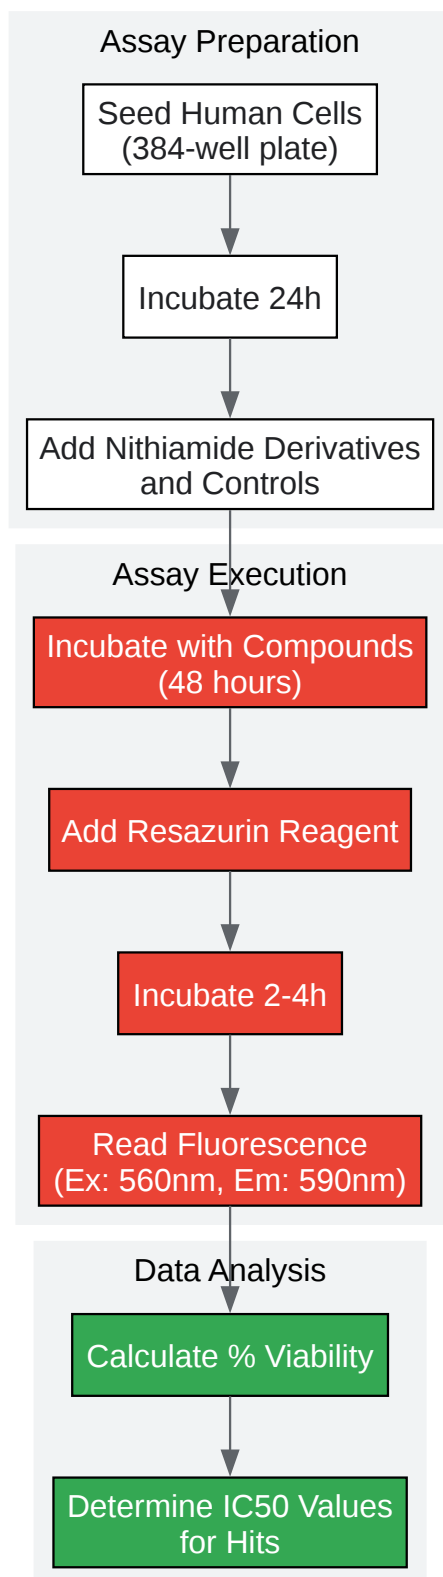 Assay Preparation
Seed Human Cells
(384-well plate)
Incubate 24h
Add Nithiamide Derivatives
and Controls
Assay Execution
Incubate with Compounds
(48 hours)
Add Resazurin Reagent
Incubate 2-4h
Read Fluorescence
(Ex: 560nm, Em: 590nm)
Data Analysis
Calculate % Viability
Determine IC50 Values
for Hits